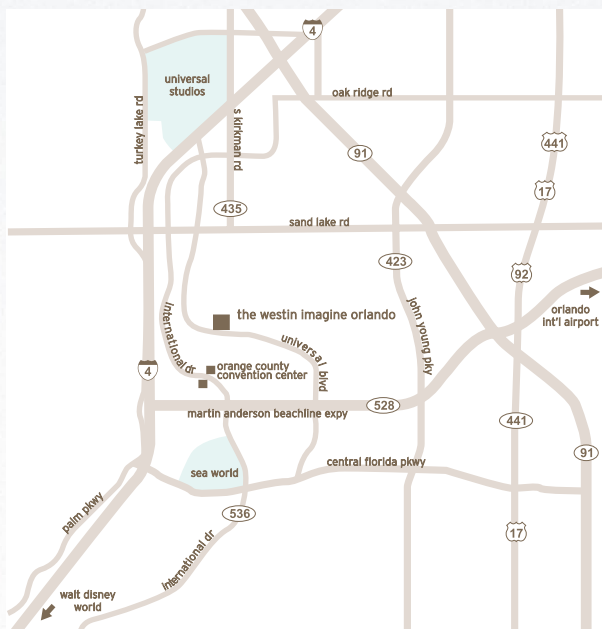 4
universal
studios
turkey lake rd
s kirkman rd
oak ridge rd
91
441
17
435
sand lake rd
423
92
orlando
int'l airport
international dr
the westin imagine orlando
john young pky
universal blvd
orange county
convention center
4
528
martin anderson beachline expy
441
91
sea world
central florida pkwy
palm pkwy
536
17
international dr
walt disney
world